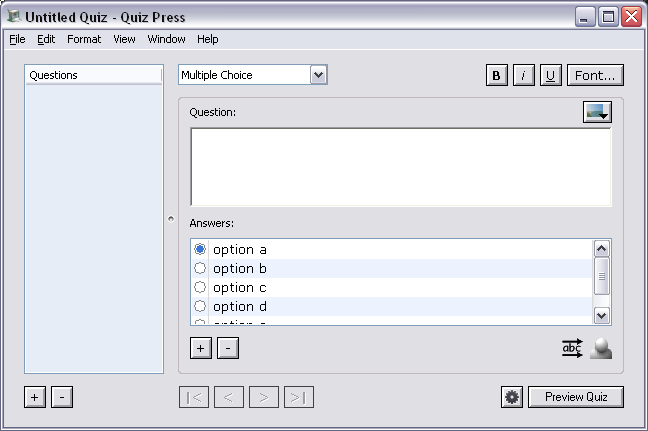 Untitled Quiz - Quiz Press
File Edit Format View Window Help
Questions
Multiple Choice
B i U Font...
Question:
Answers:
option a
option b
option c
option d
+ - abc
+ - |< < > >| Preview Quiz